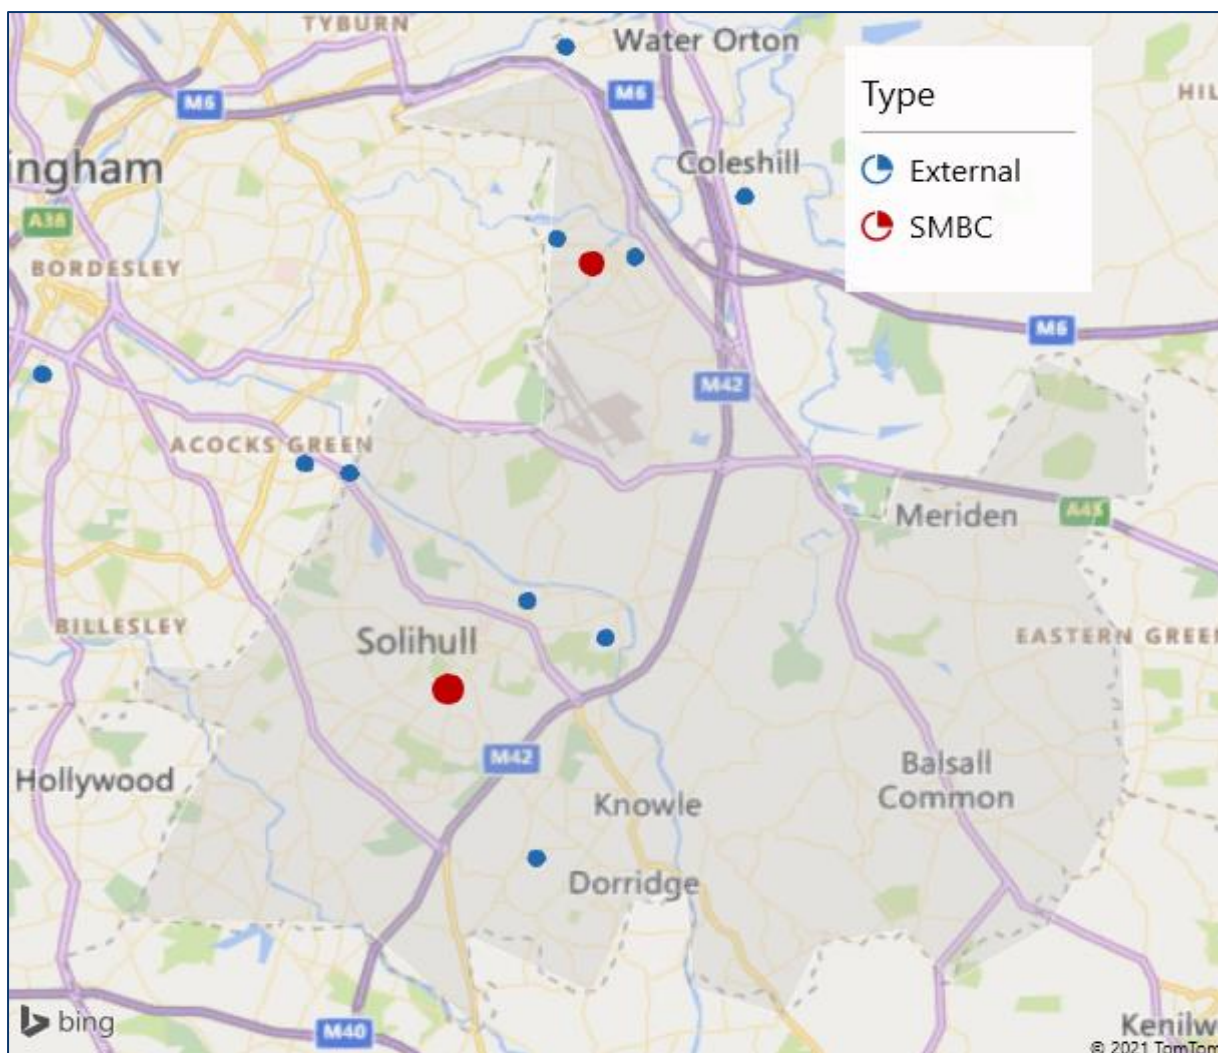 TYBURN
Water Orton
M6
M6
HIL
Type
ingham
Coleshill
External
A38
SMBC
BORDESLEY
M6
M42
ACOCKS GREEN
Meriden
A45
BILLESLEY
Solihull
EASTERN GREEN
M42
Hollywood
Balsall
Common
Knowle
Dorridge
bing
M40
Kenilw
© 2021 TomTom